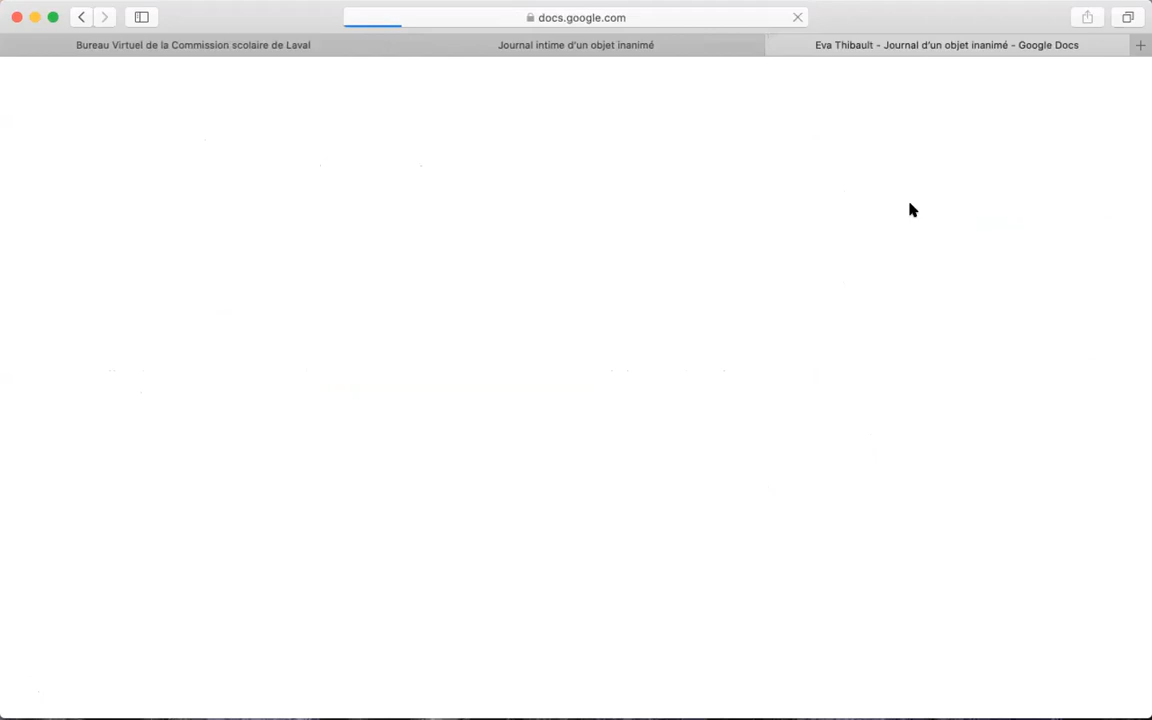 docs.google.com
Bureau Virtuel de la Commission scolaire de Laval
Journal intime d'un objet inanimé
Eva Thibault - Journal d'un objet inanimé - Google Docs